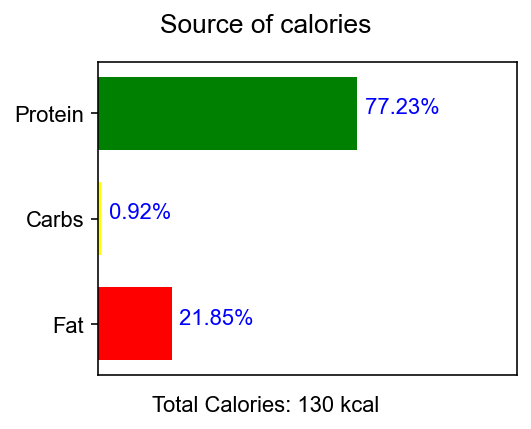 Source of calories
Protein 77.23%
Carbs 0.92%
Fat 21.85%
Total Calories: 130 kcal